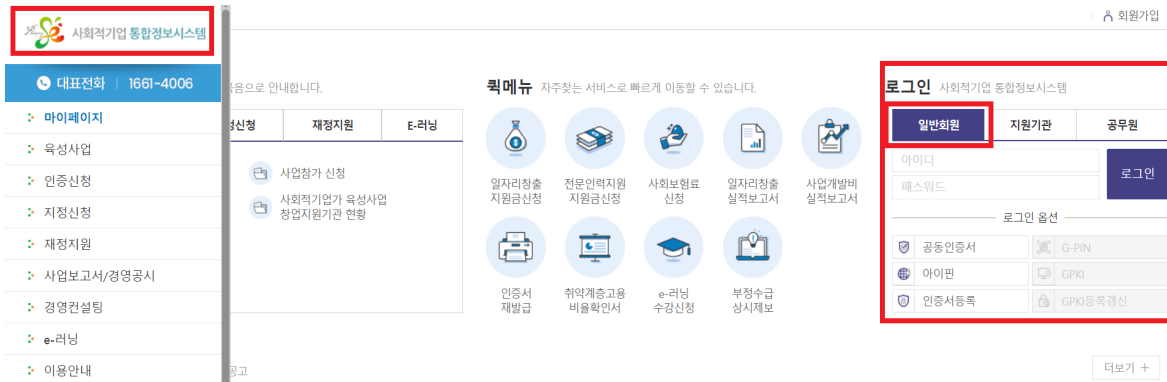 사회적기업 통합정보시스템
대표전화 | 1661-4006
마이페이지
육성사업
인증신청
지정신청
재정지원
사업보고서/경영공시
경영컨설팅
e-러닝
이용안내
회원가입
안내합니다.
재정지원
E-러닝
사업참가 신청
사회적기업가 육성사업
창업지원기관 현황
공고
퀵메뉴 자주찾는 서비스로 빠르게 이동할 수 있습니다.
일자리창출
지원금신청
전문인력지원
지원금신청
사회보험료
신청
일자리창출
실적보고서
사업개발비
실적보고서
인증서
재발급
취약계층고용
비율확인서
e-러닝
수강신청
부정수급
상시제보
로그인 사회적기업 통합정보시스템
일반회원
지원기관
공무원
아이디
패스워드
로그인
로그인 옵션
공동인증서
G-PIN
아이핀
GPKI
인증서등록
GPKI등록갱신
더보기 +